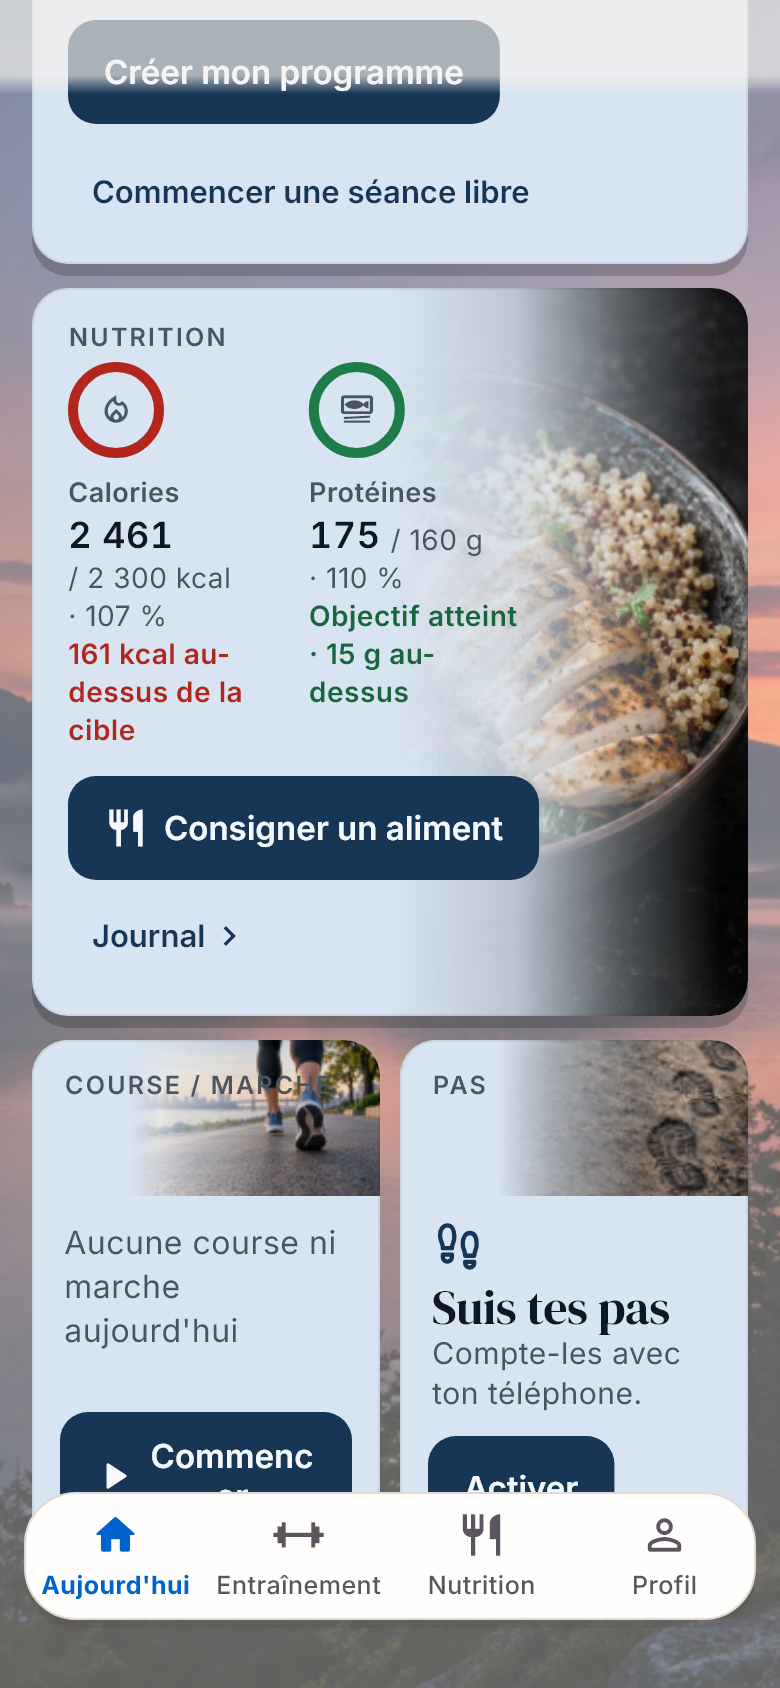 Créer mon programme
Commencer une séance libre
NUTRITION
Calories
2 461
/ 2 300 kcal
· 107 %
161 kcal au-
dessus de la
cible
Protéines
175 / 160 g
· 110 %
Objectif atteint
· 15 g au-
dessus
Consigner un aliment
Journal
COURSE / MARCHE
Aucune course ni
marche
aujourd'hui
Commenc
er
PAS
Suis tes pas
Compte-les avec
ton téléphone.
Activer
Aujourd'hui
Entraînement
Nutrition
Profil